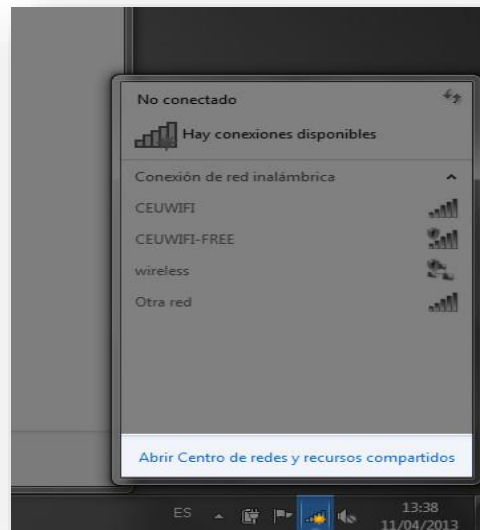 No conectado
Hay conexiones disponibles
Conexión de red inalámbrica
CEUWIFI
CEUWIFI-FREE
wireless
Otra red
Abrir Centro de redes y recursos compartidos
ES
13:38
11/04/2013